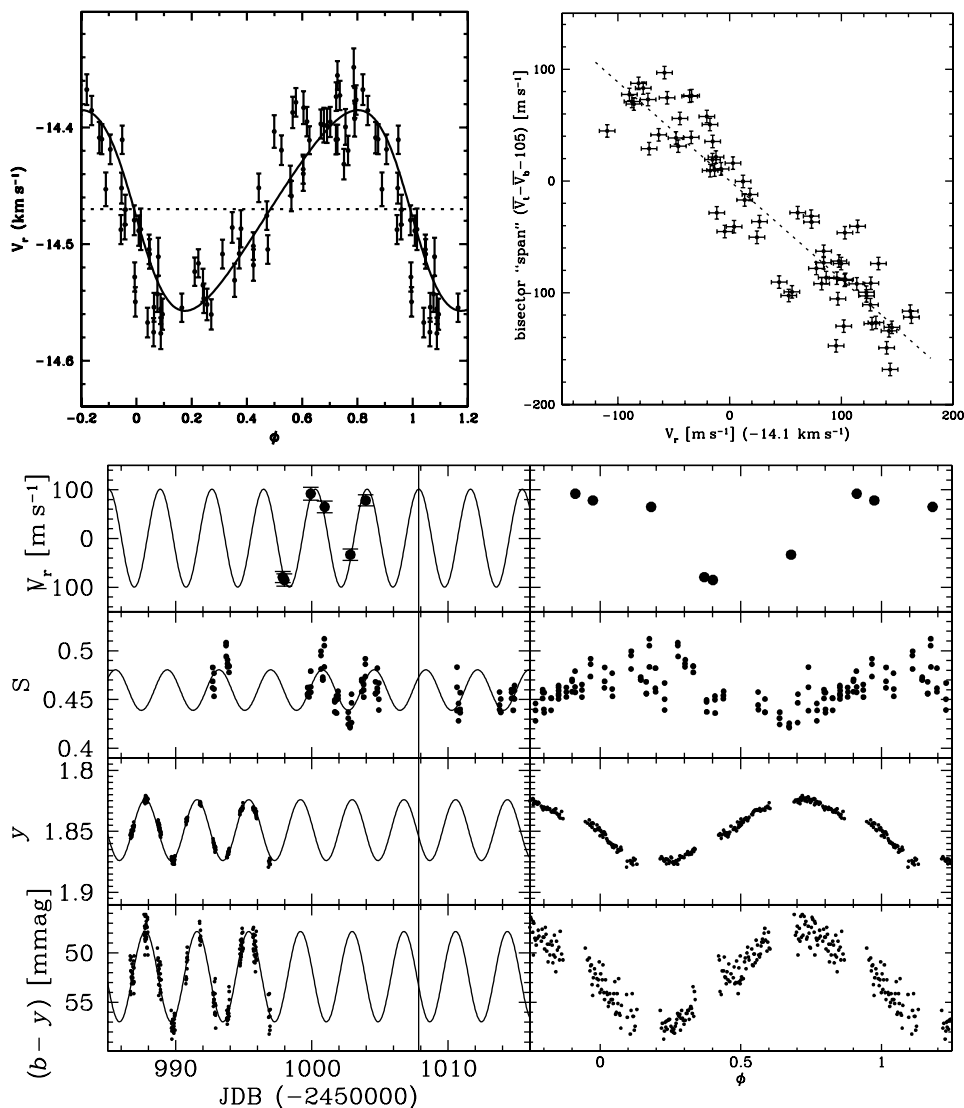 −14.4
−14.5
−14.6
V_r (km s⁻¹)
−0.2 0 0.2 0.4 0.6 0.8 1 1.2
ϕ
100
0
−100
−200
bisector "span" (V̅_t−V̅_b−105) [m s⁻¹]
−100 0 100 200
V_r [m s⁻¹] (−14.1 km s⁻¹)
100
0
100
V_r [m s⁻¹]
0.5
0.45
0.4
S
1.8
1.85
1.9
y
50
55
(b − y) [mmag]
990 1000 1010
JDB (−2450000)
0 0.5 1
ϕ